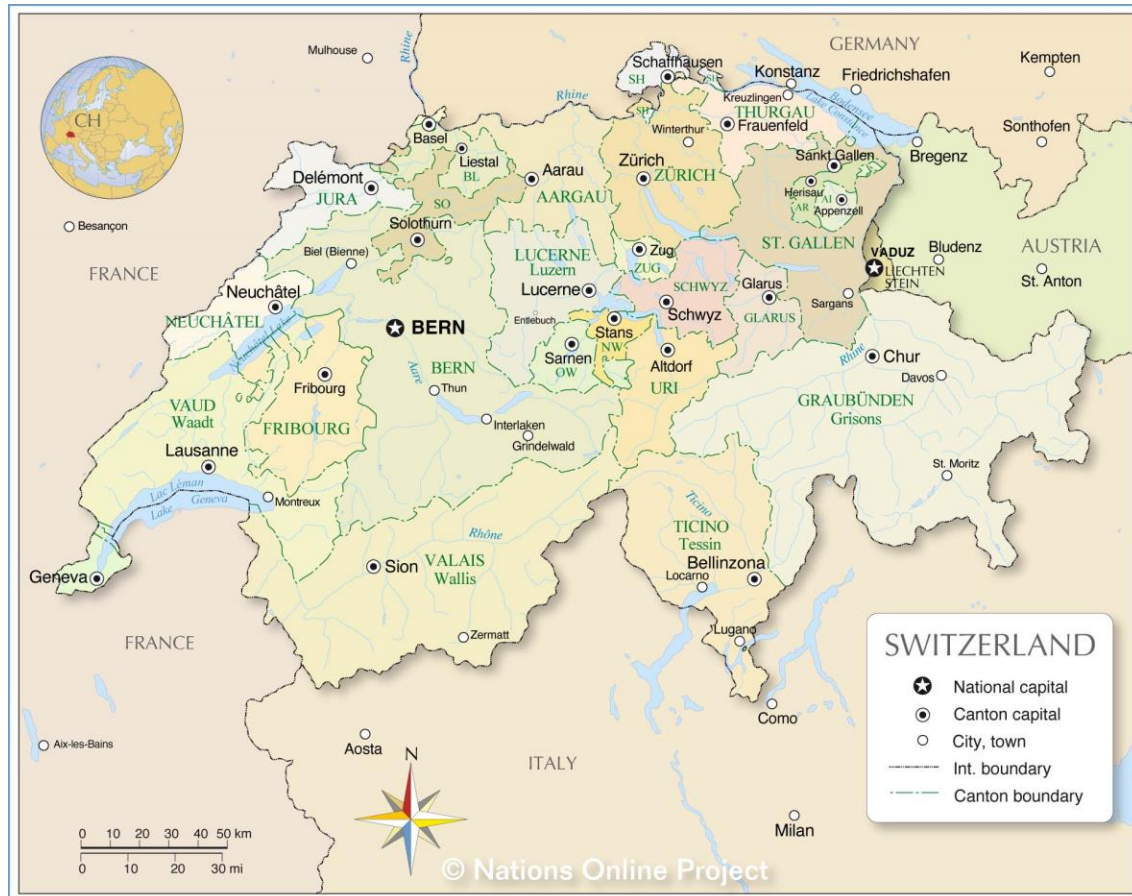 Mulhouse
Rhine
GERMANY
Schaffhausen
SH
SH
SH
Konstanz
Friedrichshafen
Kempten
Kreuzlingen
Bodensee
Lake Constance
CH
Rhine
THURGAU
Frauenfeld
Winterthur
Sonthofen
Basel
Liestal
BL
Bregenz
Sankt Gallen
Zürich
ZÜRICH
Aarau
AARGAU
Delémont
JURA
Herisau
AR
AI
Appenzell
SO
Solothurn
Besançon
ST. GALLEN
FRANCE
Biel (Bienne)
LUCERNE
Luzern
Zug
ZUG
VADUZ
LIECHTEN
STEIN
Bludenz
AUSTRIA
St. Anton
Neuchâtel
NEUCHÂTEL
Neuchâtel Lake
Lucerne
SCHWYZ
Schwyz
Glarus
GLARUS
Sargans
Entlebuch
BERN
Stans
NW
Sarnen
OW
Altdorf
URI
Rhine
Chur
Davos
BERN
Aare
Thun
Fribourg
FRIBOURG
VAUD
Waadt
GRAUBÜNDEN
Grisons
Interlaken
Grindelwald
Lausanne
St. Moritz
Lac Léman
Lake Geneva
Montreux
Ticino
TICINO
Tessin
Rhône
VALAIS
Wallis
Sion
Geneva
Bellinzona
Locarno
Zermatt
Lugano
FRANCE
Como
Aix-les-Bains
Aosta
ITALY
Milan
SWITZERLAND
National capital
Canton capital
City, town
Int. boundary
Canton boundary
N
0 10 20 30 40 50 km
0 10 20 30 mi
© Nations Online Project